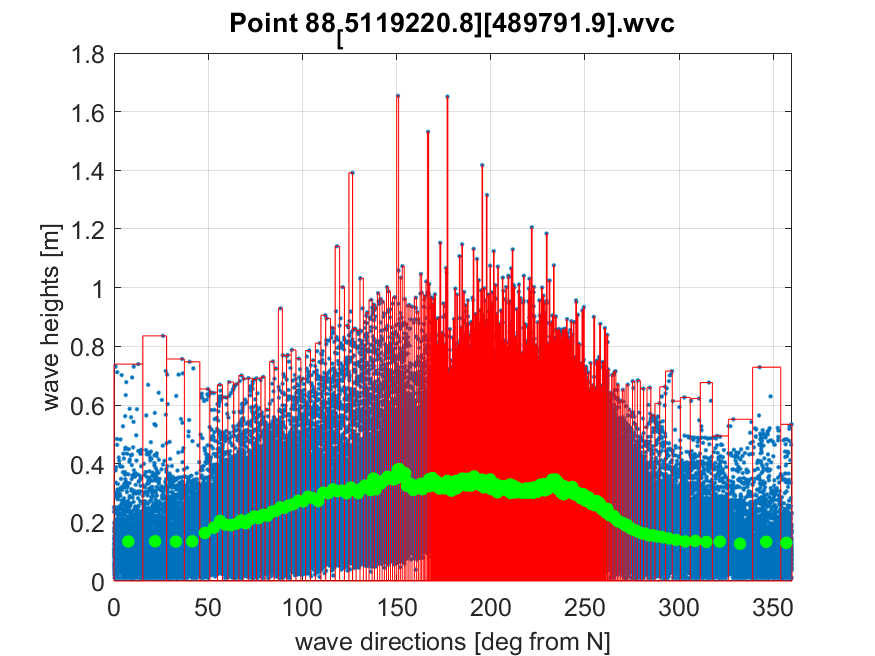 Point 88[5119220.8][489791.9].wvc
1.8
1.6
1.4
1.2
1
0.8
0.6
0.4
0.2
0
wave heights [m]
0 50 100 150 200 250 300 350
wave directions [deg from N]